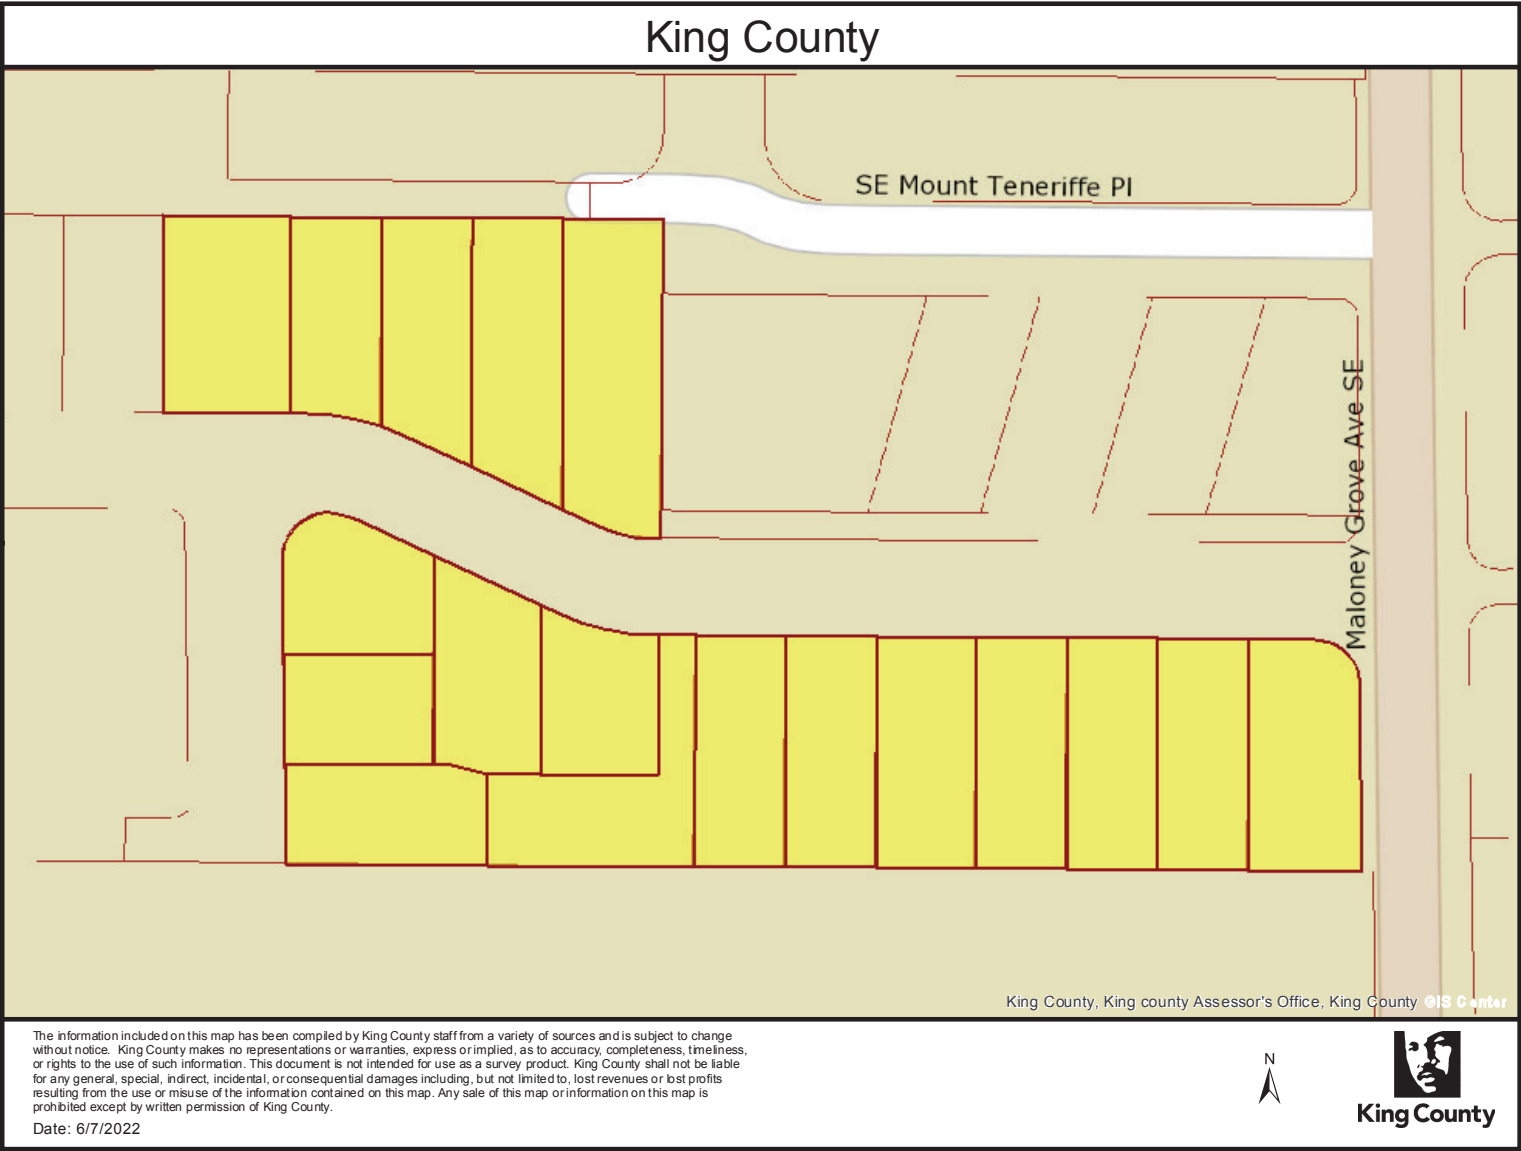 King County
SE Mount Teneriffe Pl
Maloney Grove Ave SE
King County, King county Assessor's Office, King County GIS Center
The information included on this map has been compiled by King County staff from a variety of sources and is subject to change
without notice. King County makes no representations or warranties, express or implied, as to accuracy, completeness, timeliness,
or rights to the use of such information. This document is not intended for use as a survey product. King County shall not be liable
for any general, special, indirect, incidental, or consequential damages including, but not limited to, lost revenues or lost profits
resulting from the use or misuse of the information contained on this map. Any sale of this map or information on this map is
prohibited except by written permission of King County.
Date: 6/7/2022
N
King County